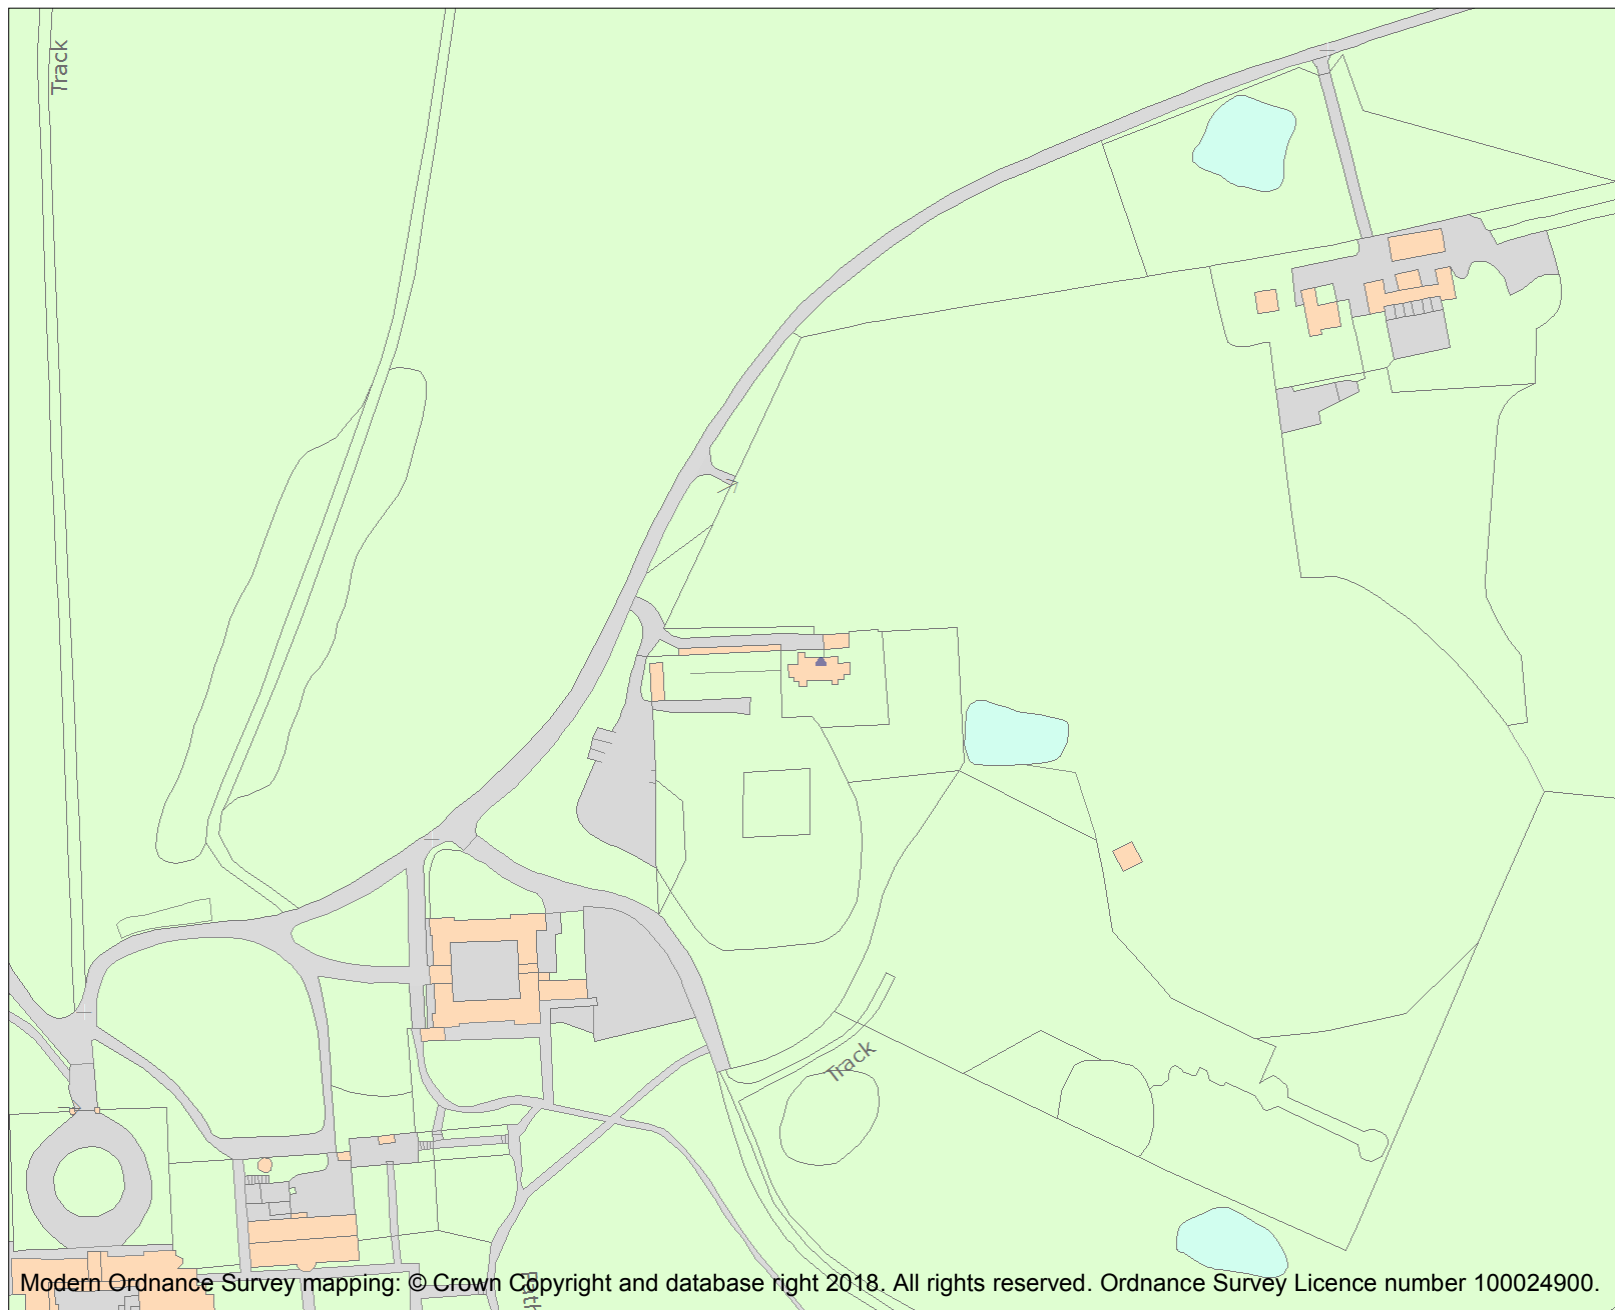 Track
Track
Path
Modern Ordnance Survey mapping: © Crown Copyright and database right 2018. All rights reserved. Ordnance Survey Licence number 100024900.